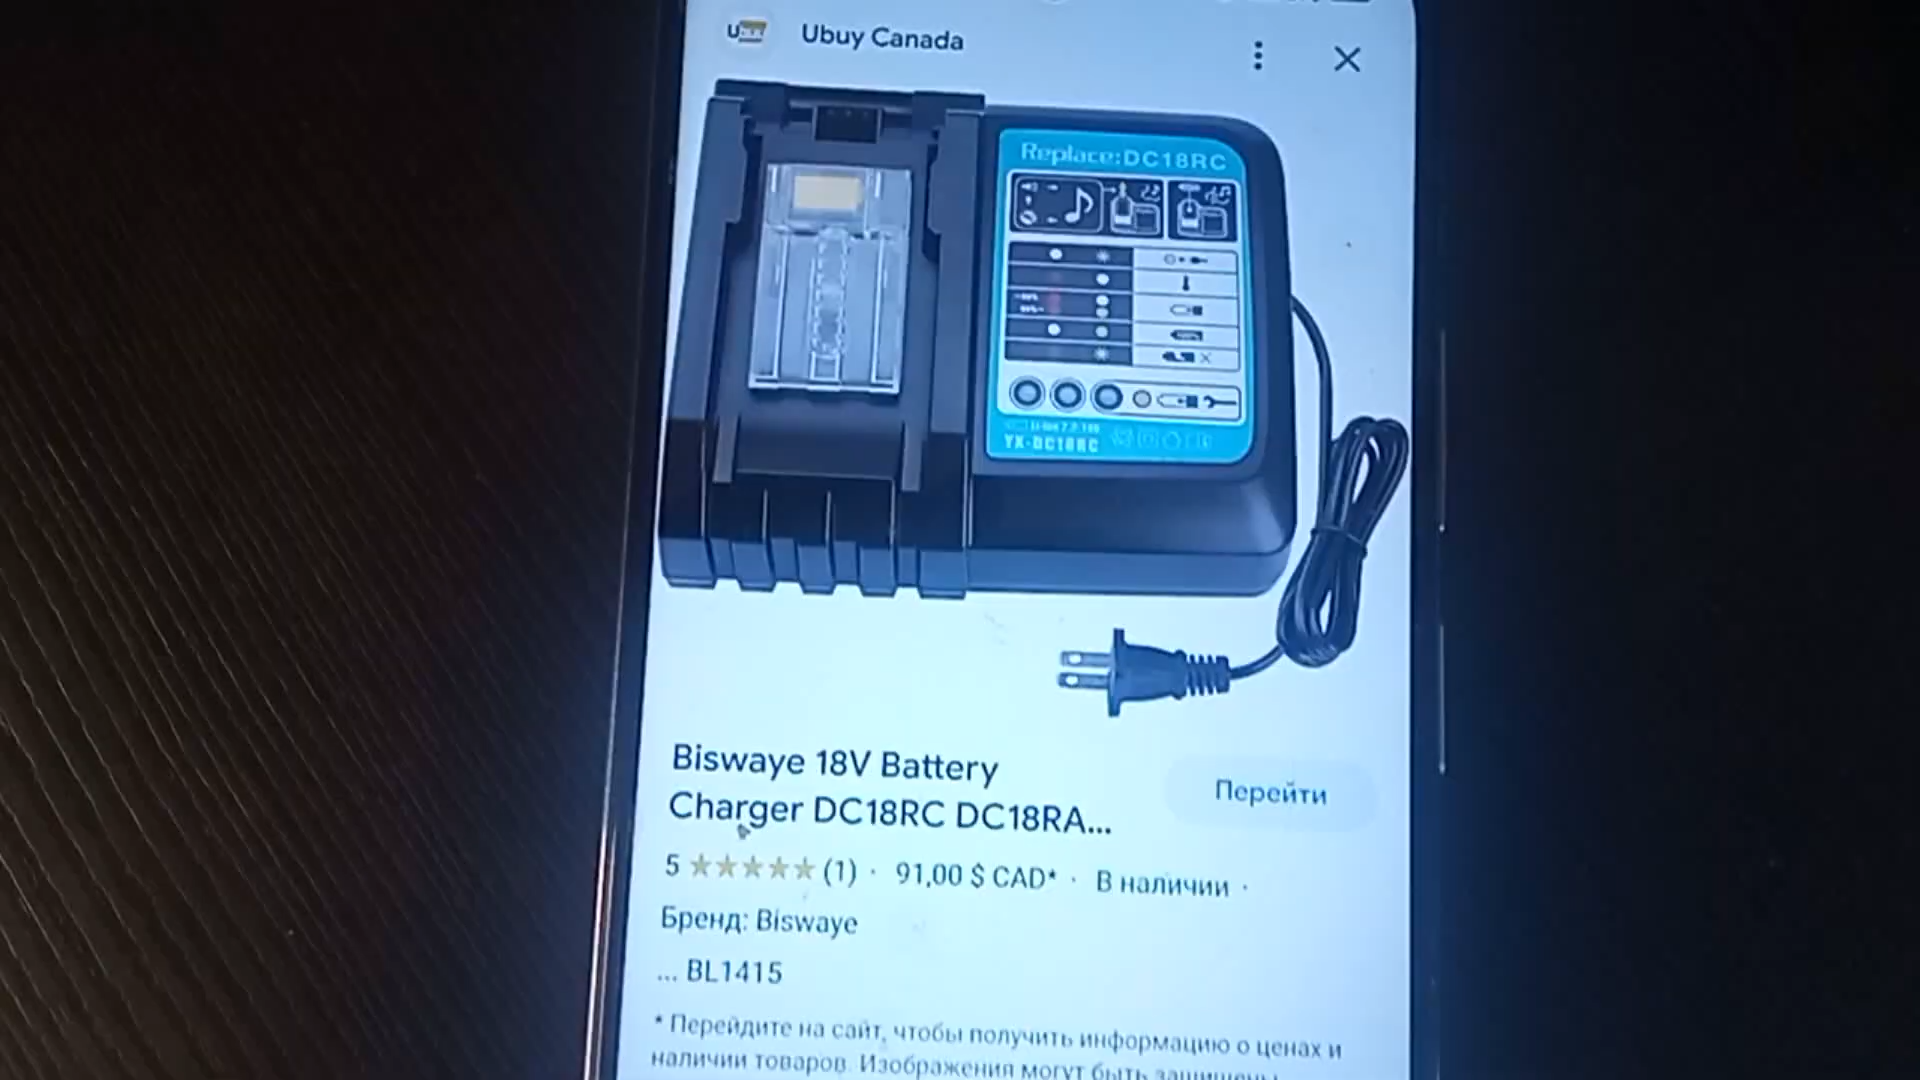 Ubuy Canada
Replace:DC18RC
YX-DC18RC
Biswaye 18V Battery
Charger DC18RC DC18RA...
Перейти
5 ★★★★★ (1) · 91,00 $ CAD* · В наличии ·
Бренд: Biswaye
... BL1415
* Перейдите на сайт, чтобы получить информацию о ценах и
наличии товаров. Изображения могут быть защищены